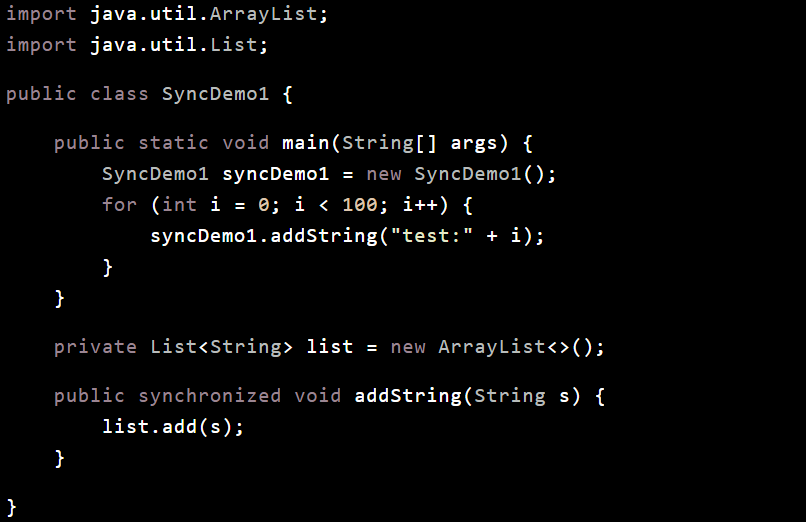 import java.util.ArrayList;
import java.util.List;
public class SyncDemo1 {
    public static void main(String[] args) {
        SyncDemo1 syncDemo1 = new SyncDemo1();
        for (int i = 0; i < 100; i++) {
            syncDemo1.addString("test:" + i);
        }
    }
    private List<String> list = new ArrayList<>();
    public synchronized void addString(String s) {
        list.add(s);
    }
}